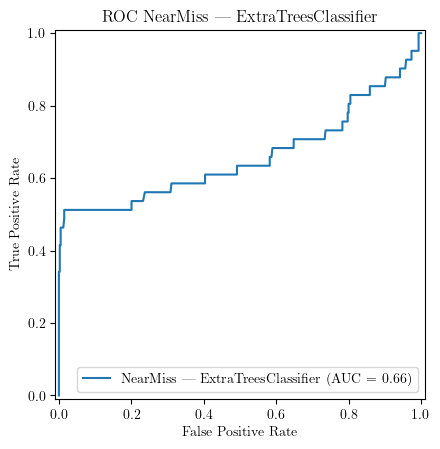 ROC NearMiss — ExtraTreesClassifier
1.0
0.8
0.6
0.4
0.2
0.0
True Positive Rate
NearMiss — ExtraTreesClassifier (AUC = 0.66)
0.0 0.2 0.4 0.6 0.8 1.0
False Positive Rate